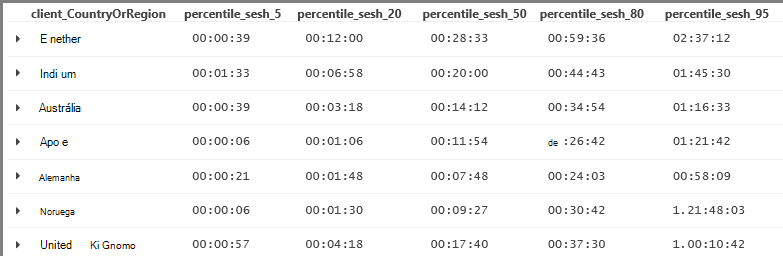 client_CountryOrRegion percentile_sesh_5 percentile_sesh_20 percentile_sesh_50 percentile_sesh_80 percentile_sesh_95
E nether 00:00:39 00:12:00 00:28:33 00:59:36 02:37:12
Indi um 00:01:33 00:06:58 00:20:00 00:44:43 01:45:30
Austrália 00:00:39 00:03:18 00:14:12 00:34:54 01:16:33
Apo e 00:00:06 00:01:06 00:11:54 de :26:42 01:21:42
Alemanha 00:00:21 00:01:48 00:07:48 00:24:03 00:58:09
Noruega 00:00:06 00:01:30 00:09:27 00:30:42 1.21:48:03
United Ki Gnomo 00:00:57 00:04:18 00:17:40 00:37:30 1.00:10:42